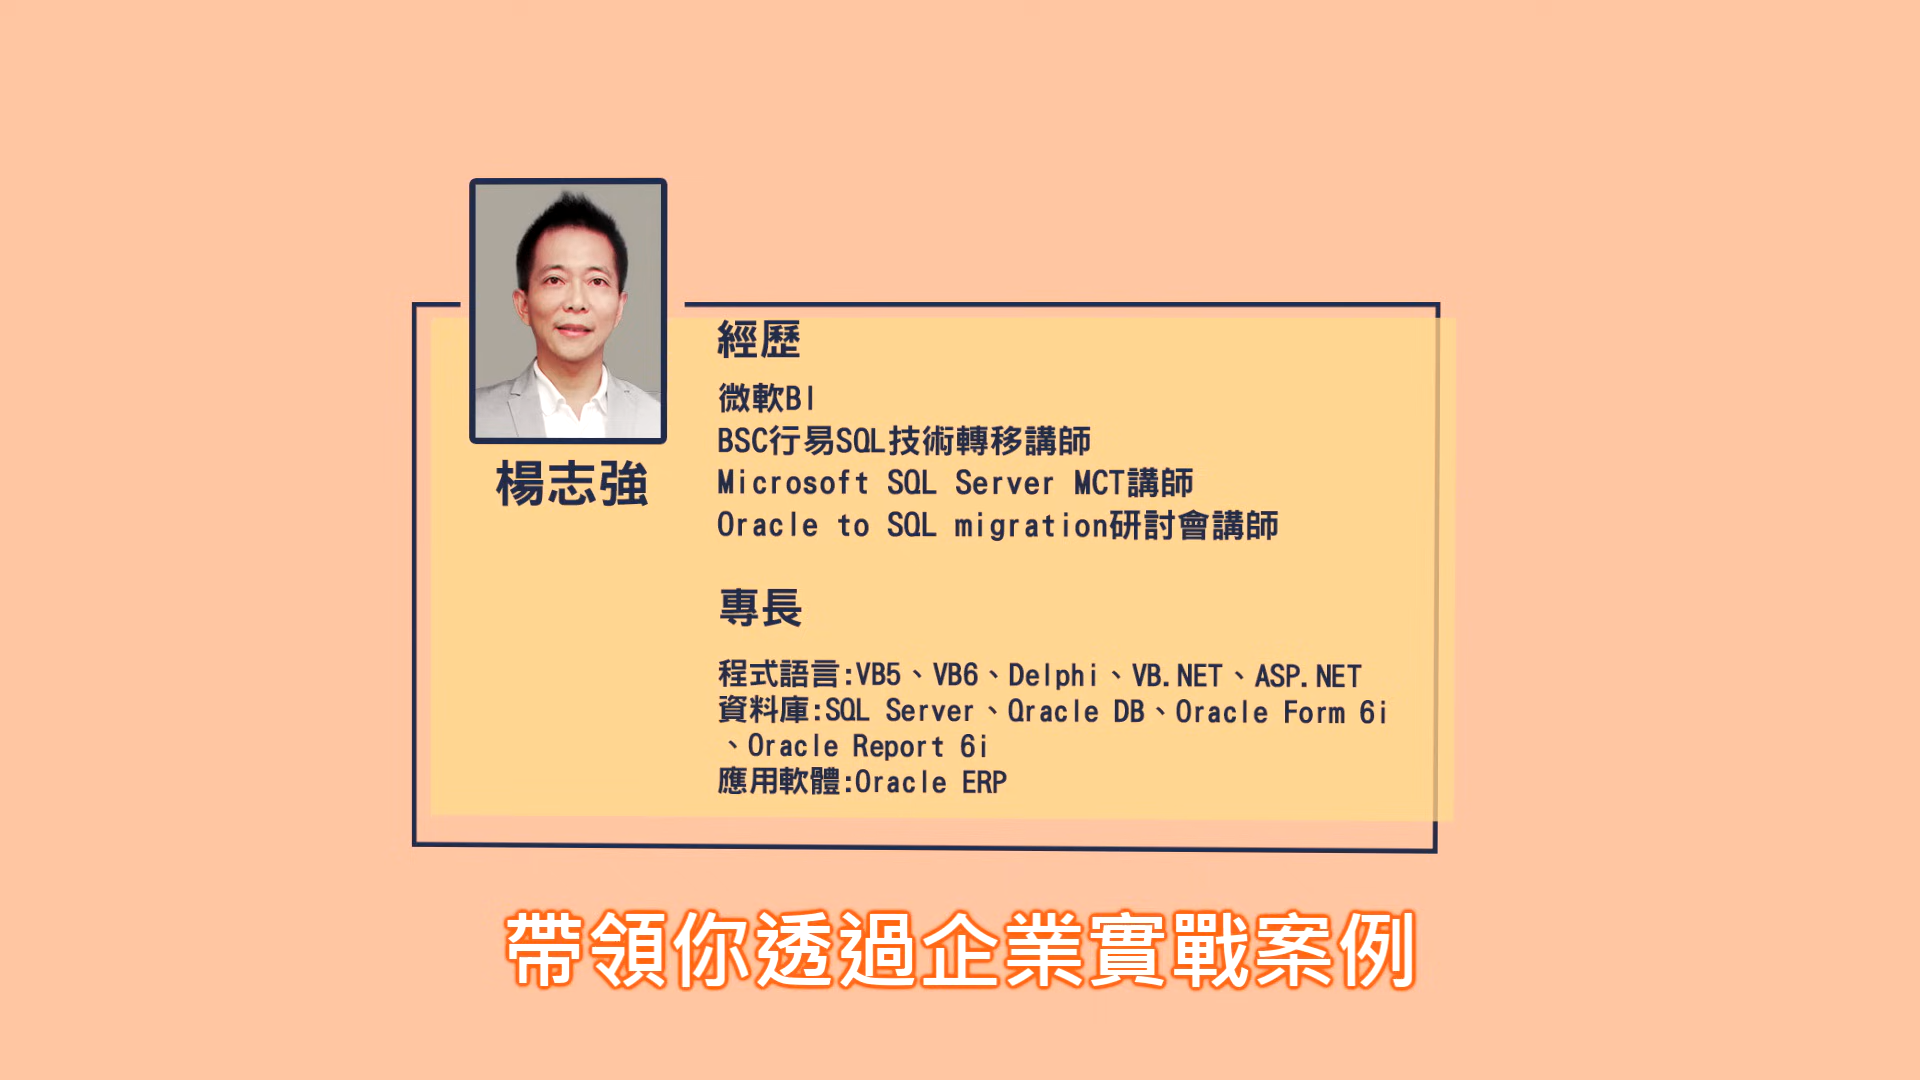 楊志強
經歷
微軟BI
BSC行易SQL技術轉移講師
Microsoft SQL Server MCT講師
Oracle to SQL migration研討會講師
專長
程式語言:VB5、VB6、Delphi、VB.NET、ASP.NET
資料庫:SQL Server、Qracle DB、Oracle Form 6i
、Oracle Report 6i
應用軟體:Oracle ERP
帶領你透過企業實戰案例